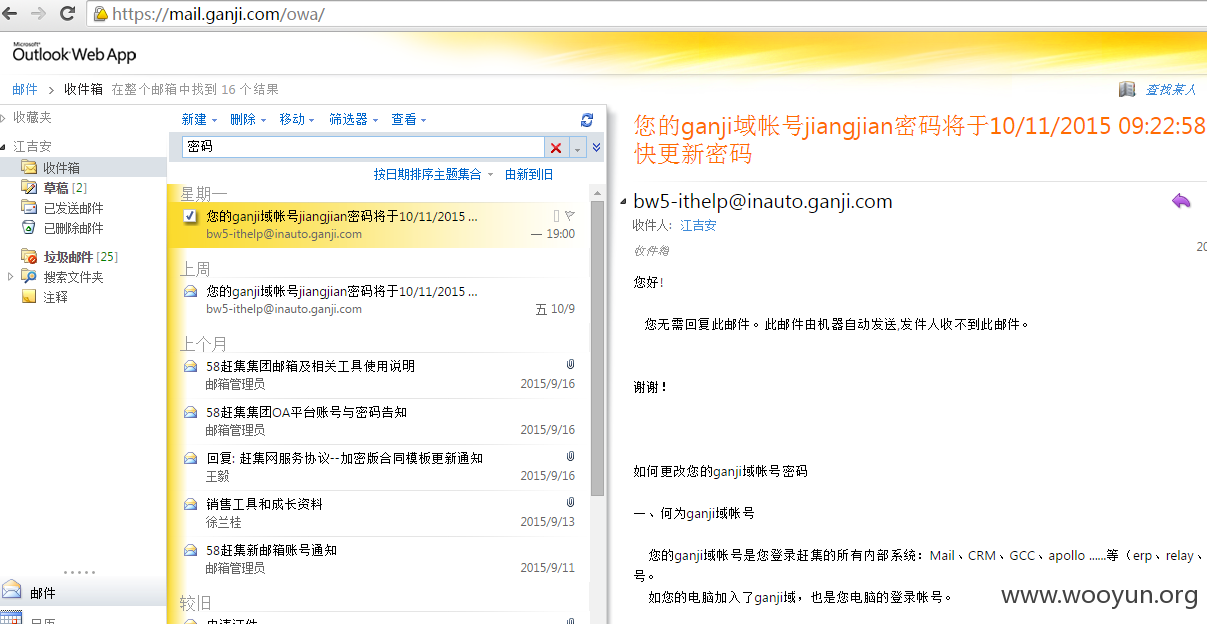 https://mail.ganji.com/owa/
Microsoft®
Outlook Web App
邮件 > 收件箱 在整个邮箱中找到 16 个结果
查找某人
收藏夹
江吉安
收件箱
草稿 [2]
已发送邮件
已删除邮件
垃圾邮件 [25]
搜索文件夹
注释
邮件
日历
新建 删除 移动 筛选器 查看
密码
按日期排序主题集合 由新到旧
星期一
您的ganji域帐号jiangjian密码将于10/11/2015 ...
bw5-ithelp@inauto.ganji.com
一 19:00
上周
您的ganji域帐号jiangjian密码将于10/11/2015 ...
bw5-ithelp@inauto.ganji.com
五 10/9
上个月
58赶集集团邮箱及相关工具使用说明
邮箱管理员 2015/9/16
58赶集集团OA平台账号与密码告知
邮箱管理员 2015/9/16
回复: 赶集网服务协议--加密版合同模板更新通知
王毅 2015/9/16
销售工具和成长资料
徐兰桂 2015/9/13
58赶集新邮箱账号通知
邮箱管理员 2015/9/11
较旧
您的ganji域帐号jiangjian密码将于10/11/2015 09:22:58
快更新密码
bw5-ithelp@inauto.ganji.com
收件人: 江吉安
收件箱
20
您好!
您无需回复此邮件。此邮件由机器自动发送,发件人收不到此邮件。
谢谢!
如何更改您的ganji域帐号密码
一、何为ganji域帐号
您的ganji域帐号是您登录赶集的所有内部系统：Mail、CRM、GCC、apollo ......等（erp、relay、
号。
如您的电脑加入了ganji域，也是您电脑的登录帐号。
www.wooyun.org